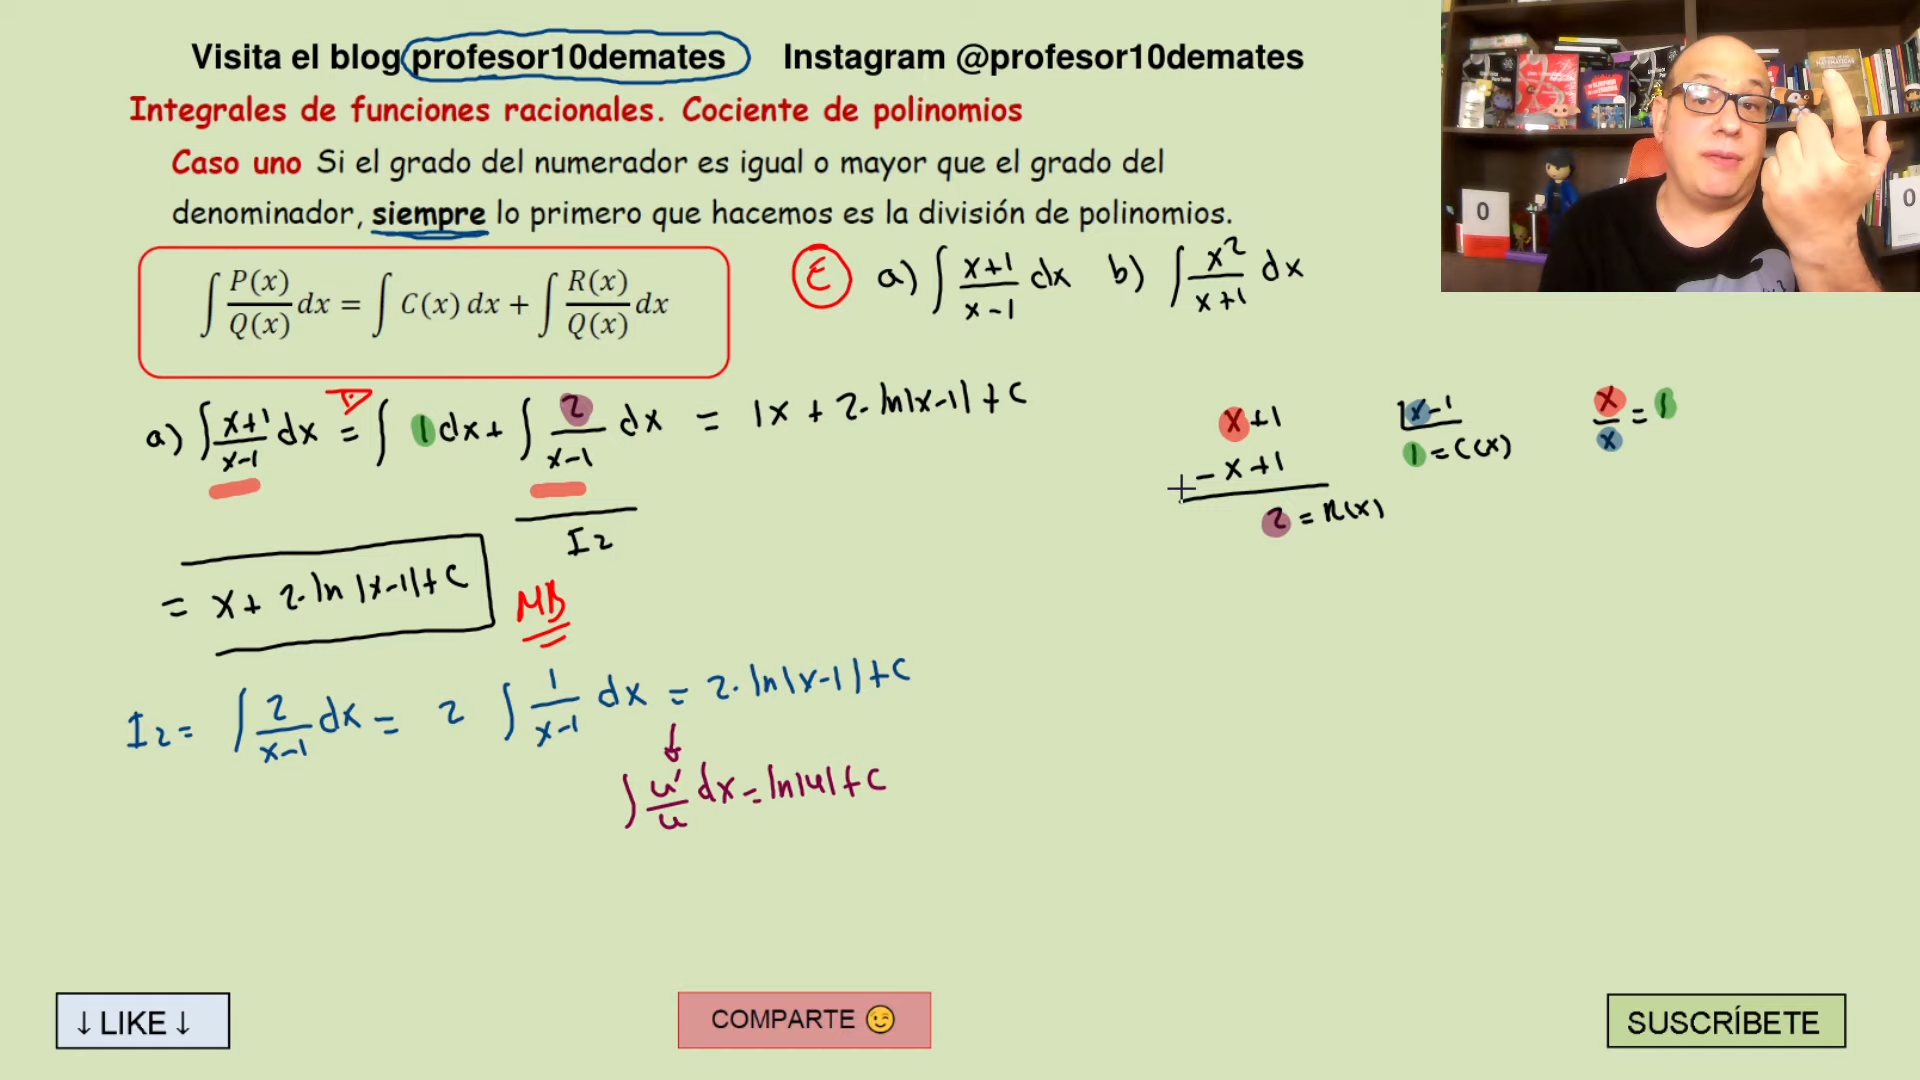 Visita el blog profesor10demates Instagram @profesor10demates
Integrales de funciones racionales. Cociente de polinomios
Caso uno Si el grado del numerador es igual o mayor que el grado del
denominador, siempre lo primero que hacemos es la división de polinomios.
∫ P(x)/Q(x) dx = ∫ C(x) dx + ∫ R(x)/Q(x) dx
E a) ∫ x+1/x-1 dx b) ∫ x²/x+1 dx
a) ∫ x+1/x-1 dx = ∫ 1dx + ∫ 2/x-1 dx = 1x + 2·ln|x-1|+C
I2
= x + 2·ln|x-1|+C
MB
x+1 |x-1
-x+1 1 = C(x)
2 = R(x)
x/x = 1
I2 = ∫ 2/x-1 dx = 2 ∫ 1/x-1 dx = 2·ln|x-1|+C
↓
∫ u'/u dx = ln|u|+C
↓ LIKE ↓
COMPARTE 😉
SUSCRÍBETE
0
0